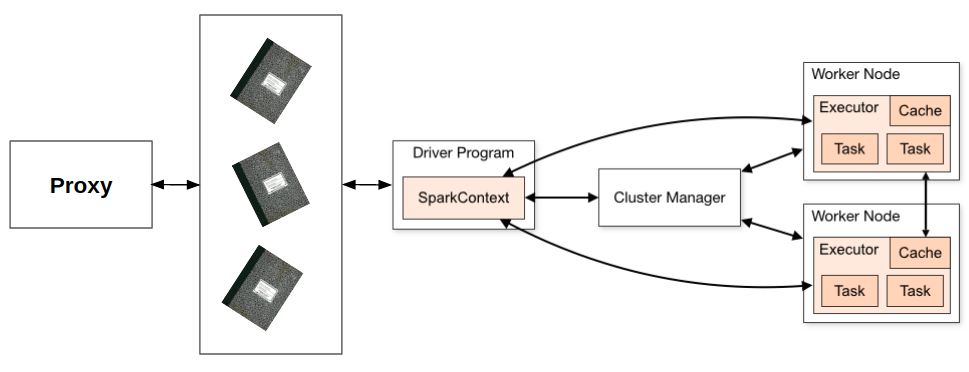 Proxy
Driver Program
SparkContext
Cluster Manager
Worker Node
Executor
Cache
Task
Task
Worker Node
Executor
Cache
Task
Task